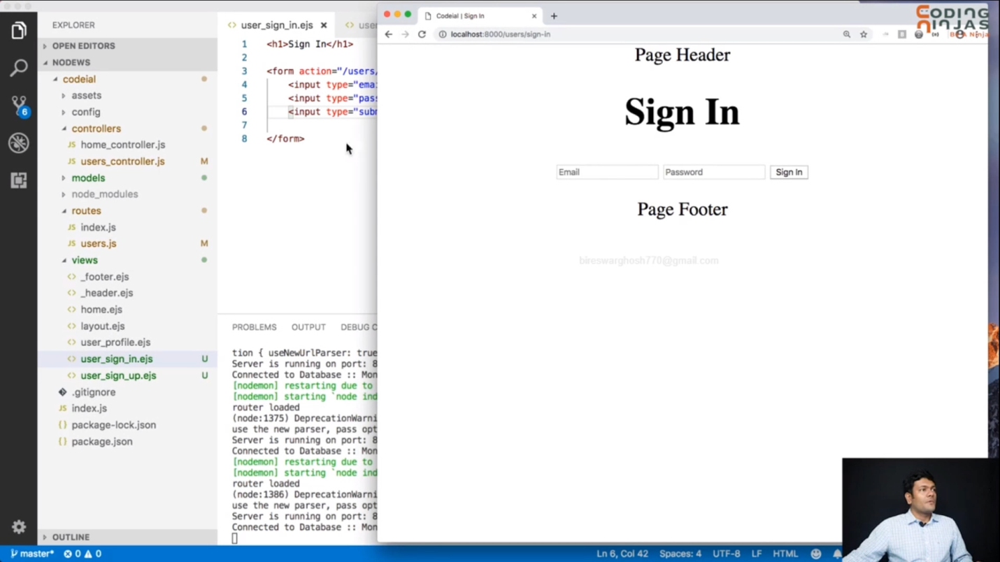 EXPLORER
OPEN EDITORS
NODEWS
codeial
assets
config
controllers
home_controller.js
users_controller.js M
models
node_modules
routes
index.js
users.js M
views
_footer.ejs
_header.ejs
home.ejs
layout.ejs
user_profile.ejs
user_sign_in.ejs U
user_sign_up.ejs U
.gitignore
index.js
package-lock.json
package.json
OUTLINE
6
user_sign_in.ejs
1 <h1>Sign In</h1>
2
3 <form action="/users/
4 <input type="emai
5 <input type="pass
6 <input type="subm
7
8 </form>
PROBLEMS OUTPUT DEBUG C
tion { useNewUrlParser: true
Server is running on port: 8
Connected to Database :: Mon
[nodemon] restarting due to
[nodemon] starting `node ind
router loaded
(node:1375) DeprecationWarni
use the new parser, pass opt
Server is running on port: 8
Connected to Database :: Mon
[nodemon] restarting due to
[nodemon] starting `node ind
router loaded
(node:1386) DeprecationWarni
use the new parser, pass opt
Server is running on port: 8
Connected to Database :: Mon
Codeial | Sign In
localhost:8000/users/sign-in
CODING
NINJAS
Page Header
Sign In
Email Password Sign In
Page Footer
bireswarghosh770@gmail.com
master* 0 0 Ln 6, Col 42 Spaces: 4 UTF-8 LF HTML